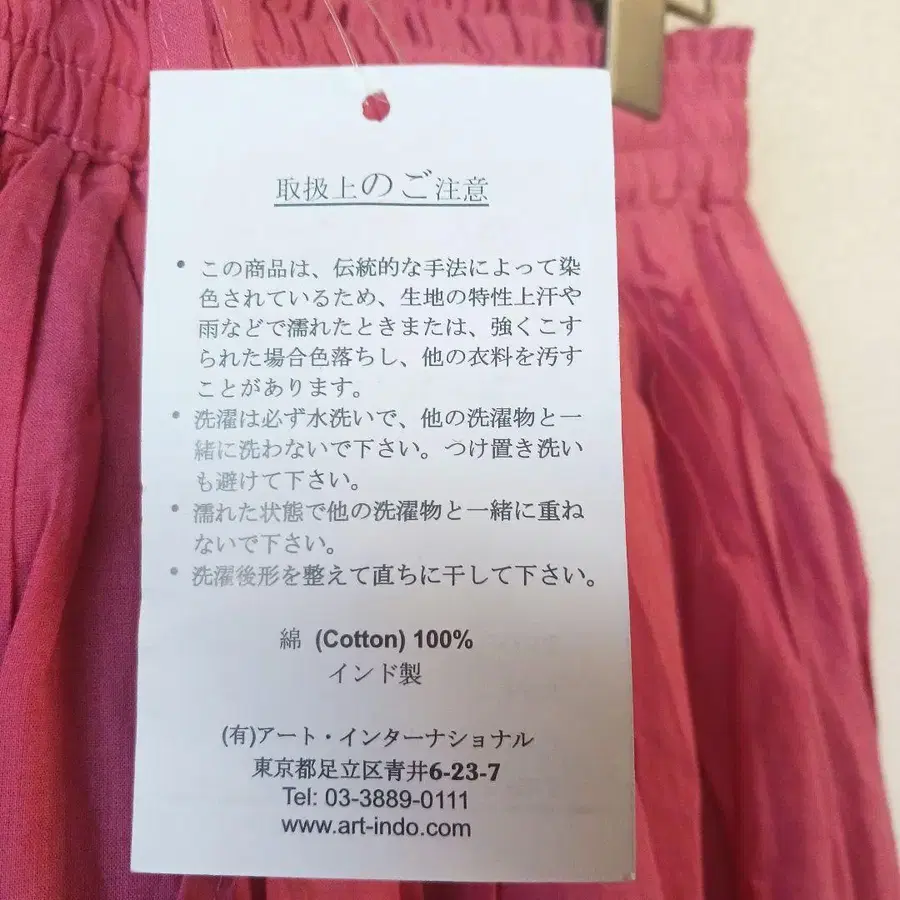 取扱上のご注意
• この商品は、伝統的な手法によって染
色されているため、生地の特性上汗や
雨などで濡れたときまたは、強くこす
られた場合色落ちし、他の衣料を汚す
ことがあります。
• 洗濯は必ず水洗いで、他の洗濯物と一
緒に洗わないで下さい。つけ置き洗い
も避けて下さい。
• 濡れた状態で他の洗濯物と一緒に重ね
ないで下さい。
• 洗濯後形を整えて直ちに干して下さい。
綿 (Cotton) 100%
インド製
(有)アート・インターナショナル
東京都足立区青井6-23-7
Tel: 03-3889-0111
www.art-indo.com